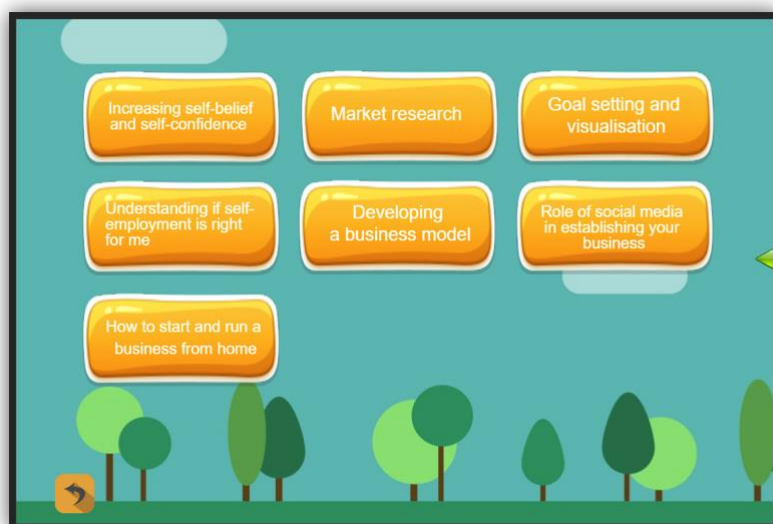 Increasing self-belief
and self-confidence
Market research
Goal setting and
visualisation
Understanding if self-
employment is right
for me
Developing
a business model
Role of social media
in establishing your
business
How to start and run a
business from home